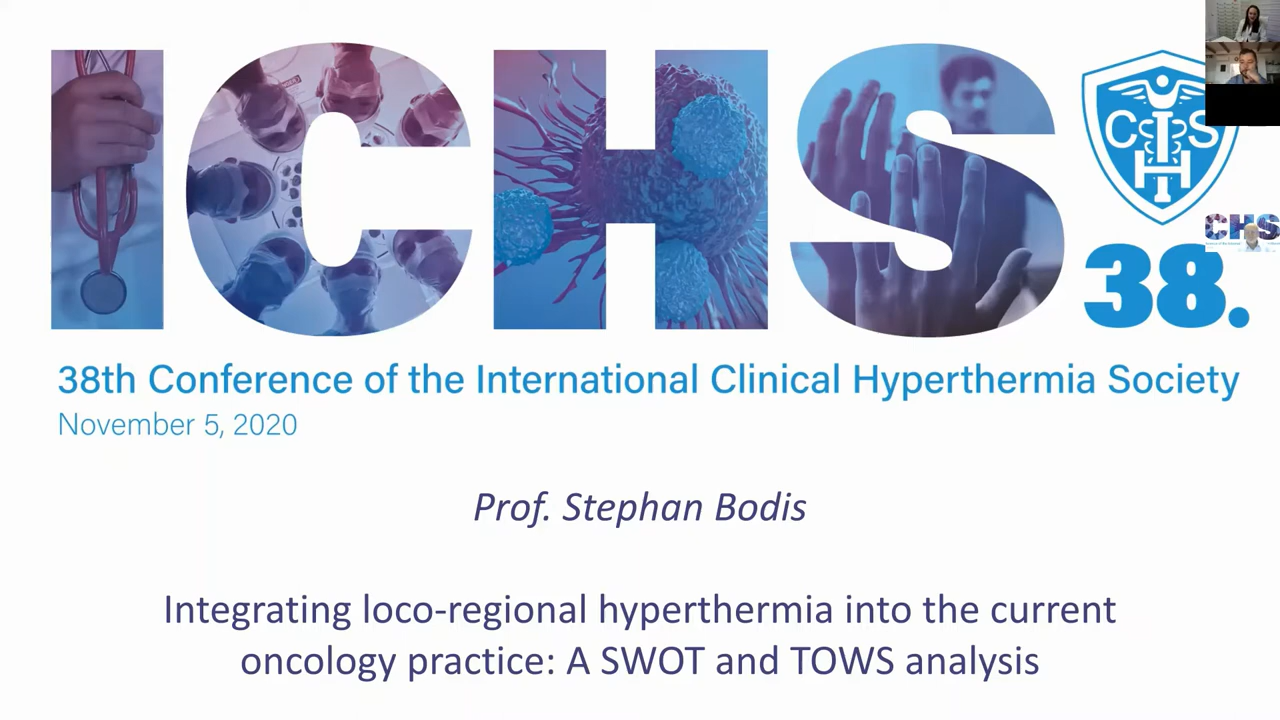 ICHS
CIHS
38.
38th Conference of the International Clinical Hyperthermia Society
November 5, 2020
CHS
Prof. Stephan Bodis
Integrating loco-regional hyperthermia into the current
oncology practice: A SWOT and TOWS analysis